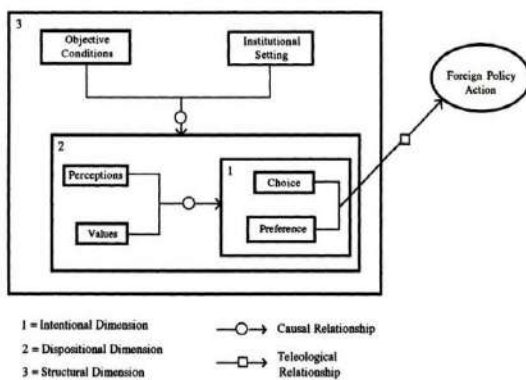 3
Objective
Conditions
Institutional
Setting
Foreign Policy
Action
2
Perceptions
Values
1
Choice
Preference
1 = Intentional Dimension
2 = Dispositional Dimension
3 = Structural Dimension
Causal Relationship
Teleological
Relationship